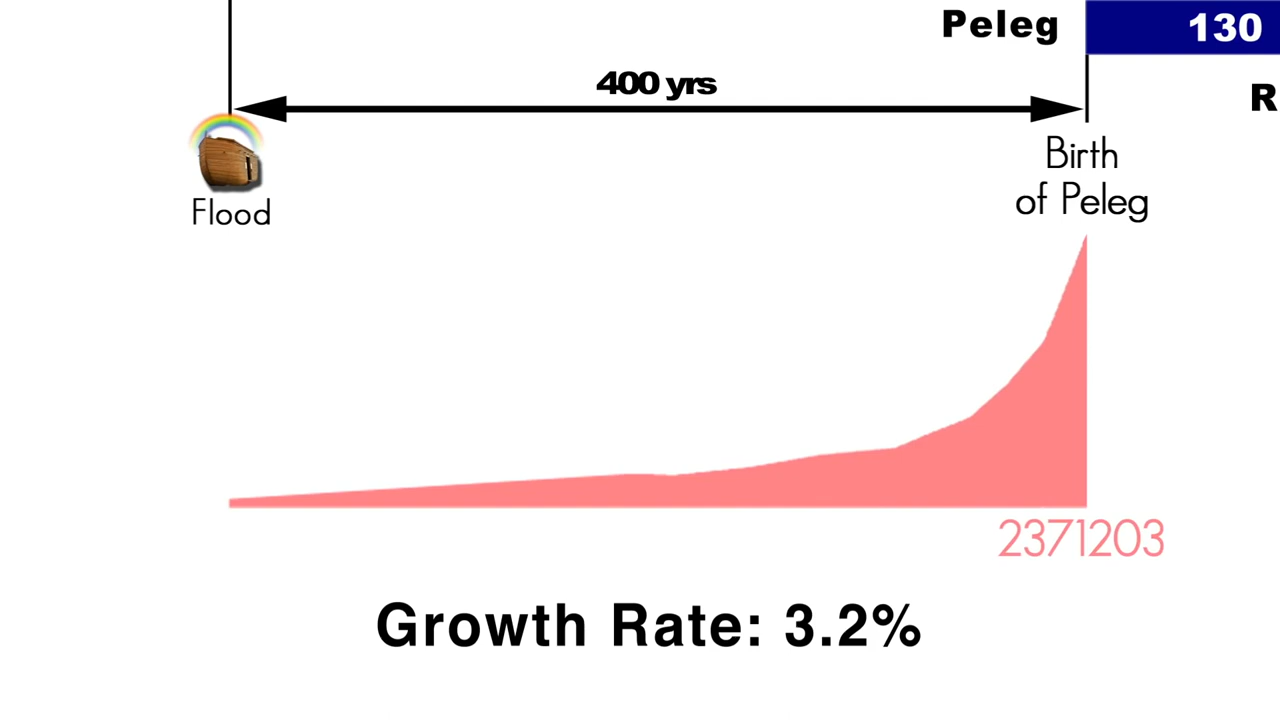 Peleg
130
400 yrs
R
Birth
of Peleg
Flood
2371203
Growth Rate: 3.2%